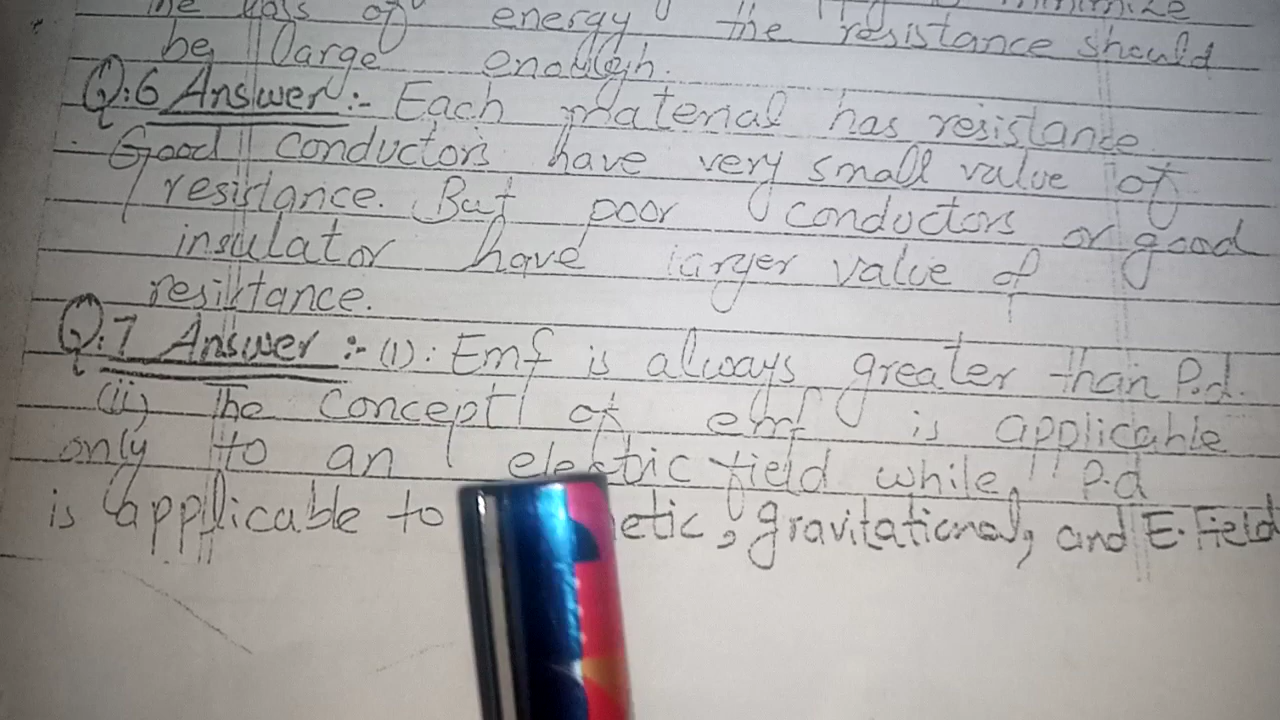 the loss of energy the resistance should
be large enough.
Q:6 Answer:- Each material has resistance.
Good conductors have very small value of
resistance. But poor conductors or good
insulator have larger value of
resistance.
Q:7 Answer:- (i): Emf is always greater than P.d.
(ii) The concept of emf is applicable
only to an electric field while P.d
is applicable to etic, gravitational, and E.Field